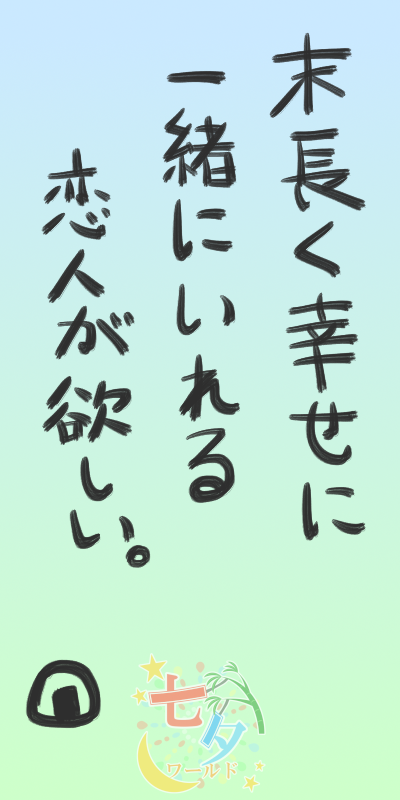 末長く幸せに
一緒にいれる
恋人が欲しい。
七夕
ワールド